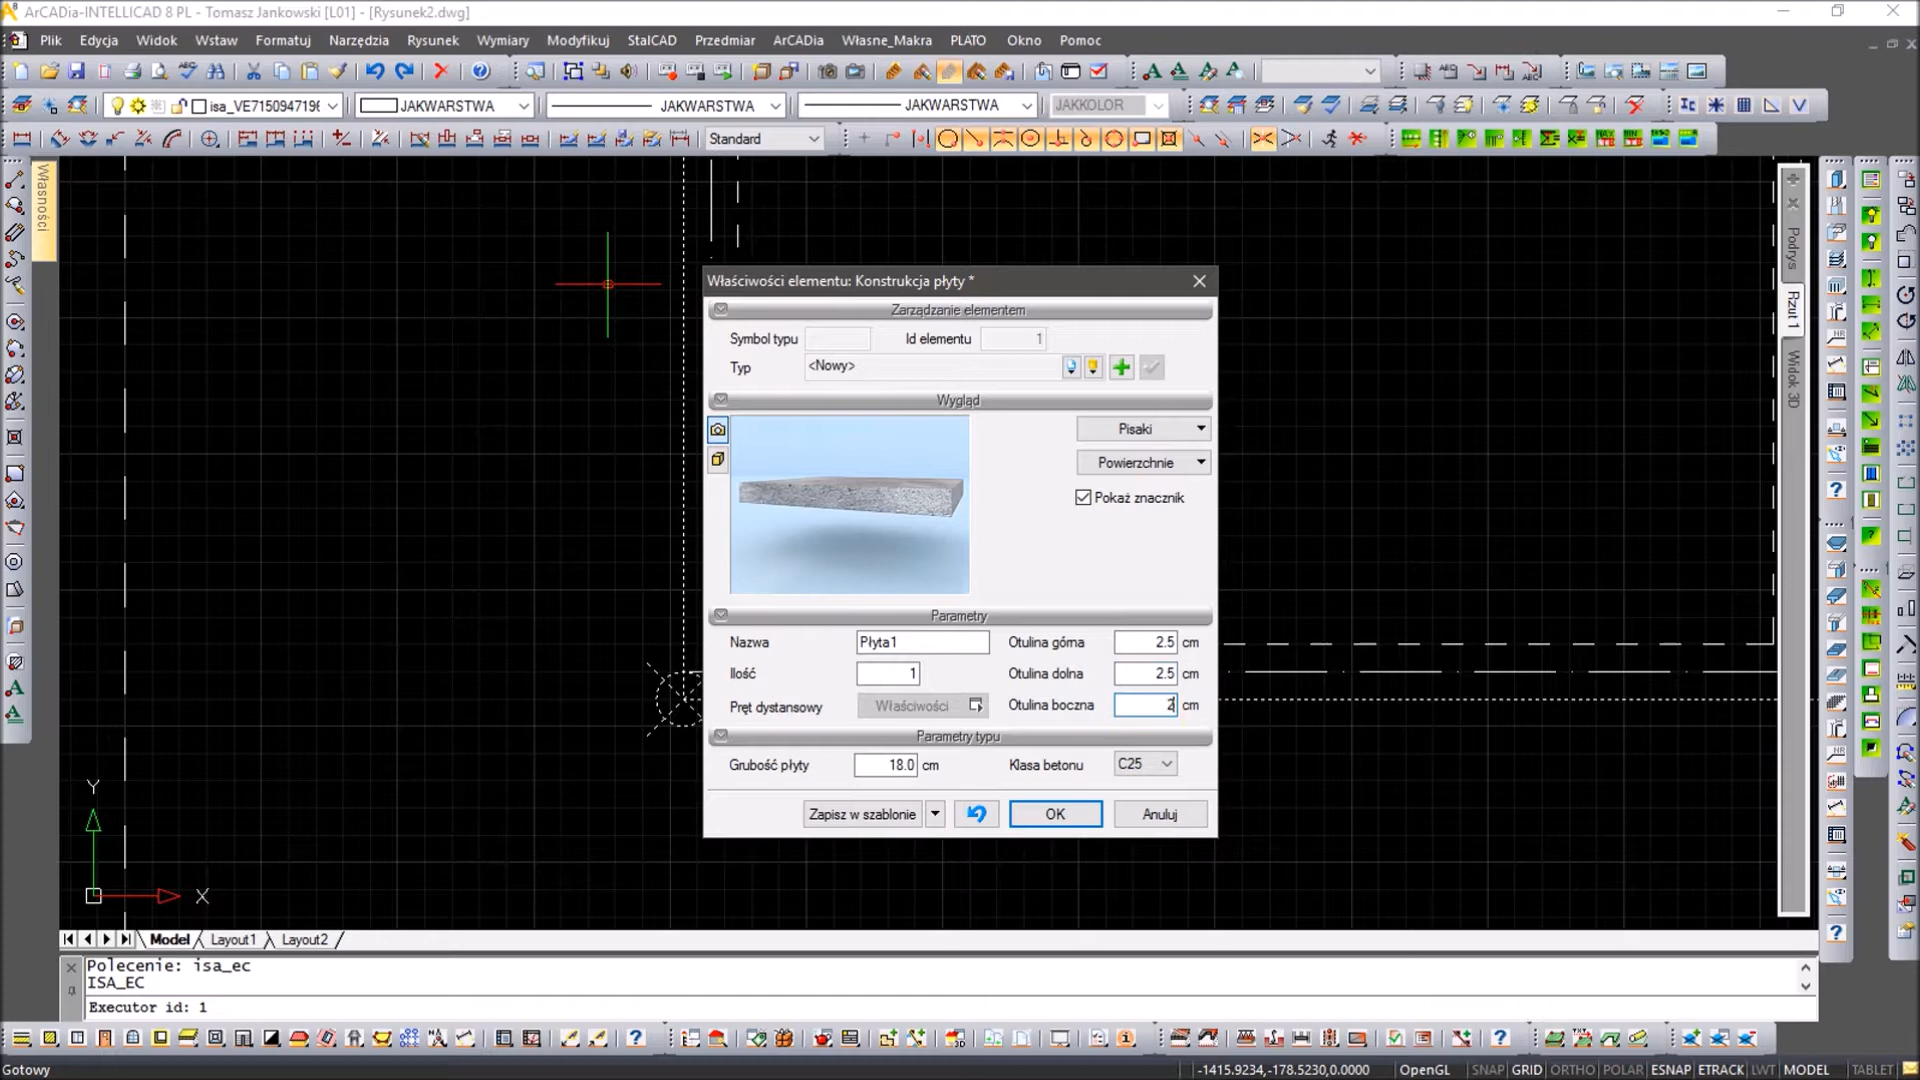 ArCADia-INTELLICAD 8 PL - Tomasz Jankowski [L01] - [Rysunek2.dwg]
Plik Edycja Widok Wstaw Formatuj Narzędzia Rysunek Wymiary Modyfikuj StalCAD Przedmiar ArCADia Własne_Makra PLATO Okno Pomoc
isa_VE715094719 JAKWARSTWA JAKWARSTWA JAKWARSTWA JAKKOLOR
Standard
Własności
Podrys
Rzut 1
Widok 3D
Właściwości elementu: Konstrukcja płyty *
Zarządzanie elementem
Symbol typu Id elementu 1
Typ <Nowy>
Wygląd
Pisaki
Powierzchnie
Pokaż znacznik
Parametry
Nazwa Płyta1 Otulina górna 2.5 cm
Ilość 1 Otulina dolna 2.5 cm
Pręt dystansowy Właściwości Otulina boczna 2 cm
Parametry typu
Grubość płyty 18.0 cm Klasa betonu C25
Zapisz w szablonie OK Anuluj
Y
X
Model Layout1 Layout2
Polecenie: isa_ec
ISA_EC
Executor id: 1
Gotowy -1415.9234,-178.5230,0.0000 OpenGL SNAP GRID ORTHO POLAR ESNAP ETRACK LWT MODEL TABLET